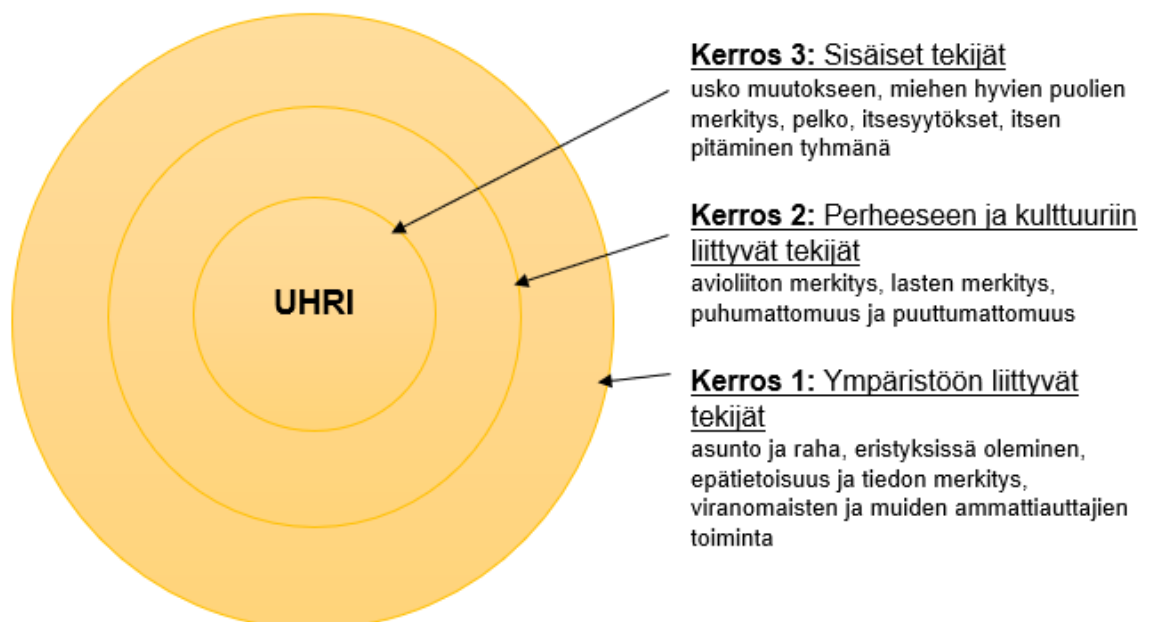 Kerros 3: Sisäiset tekijät
usko muutokseen, miehen hyvien puolien
merkitys, pelko, itsesyytökset, itsen
pitäminen tyhmänä
Kerros 2: Perheeseen ja kulttuuriin
liittyvät tekijät
avioliiton merkitys, lasten merkitys,
puhumattomuus ja puuttumattomuus
UHRI
Kerros 1: Ympäristöön liittyvät
tekijät
asunto ja raha, eristyksissä oleminen,
epätietoisuus ja tiedon merkitys,
viranomaisten ja muiden ammattiauttajien
toiminta